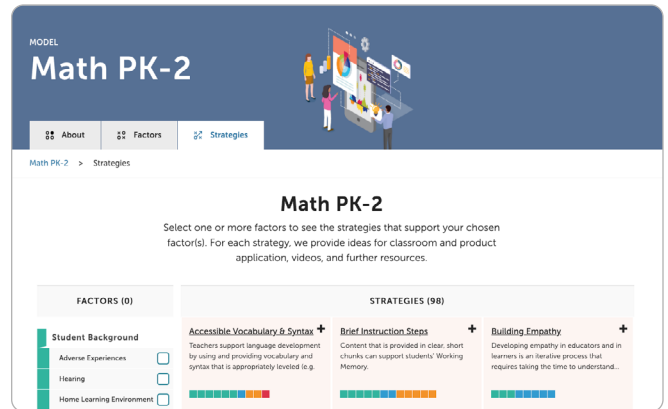 MODEL
Math PK-2
About
Factors
Strategies
Math PK-2 > Strategies
Math PK-2
Select one or more factors to see the strategies that support your chosen
factor(s). For each strategy, we provide ideas for classroom and product
application, videos, and further resources.
FACTORS (0)
Student Background
Adverse Experiences
Hearing
Home Learning Environment
STRATEGIES (98)
Accessible Vocabulary & Syntax +
Teachers support language development
by using and providing vocabulary and
syntax that is appropriately leveled (e.g.
Brief Instruction Steps +
Content that is provided in clear, short
chunks can support students' Working
Memory.
Building Empathy +
Developing empathy in educators and in
learners is an iterative process that
requires taking the time to understand...